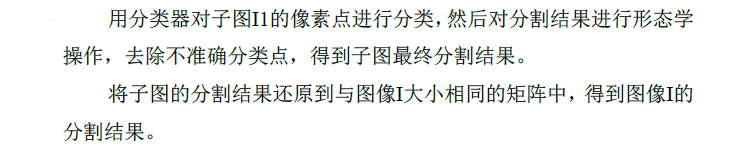 用分类器对子图I1的像素点进行分类，然后对分割结果进行形态学
操作，去除不准确分类点，得到子图最终分割结果。
将子图的分割结果还原到与图像I大小相同的矩阵中，得到图像I的
分割结果。